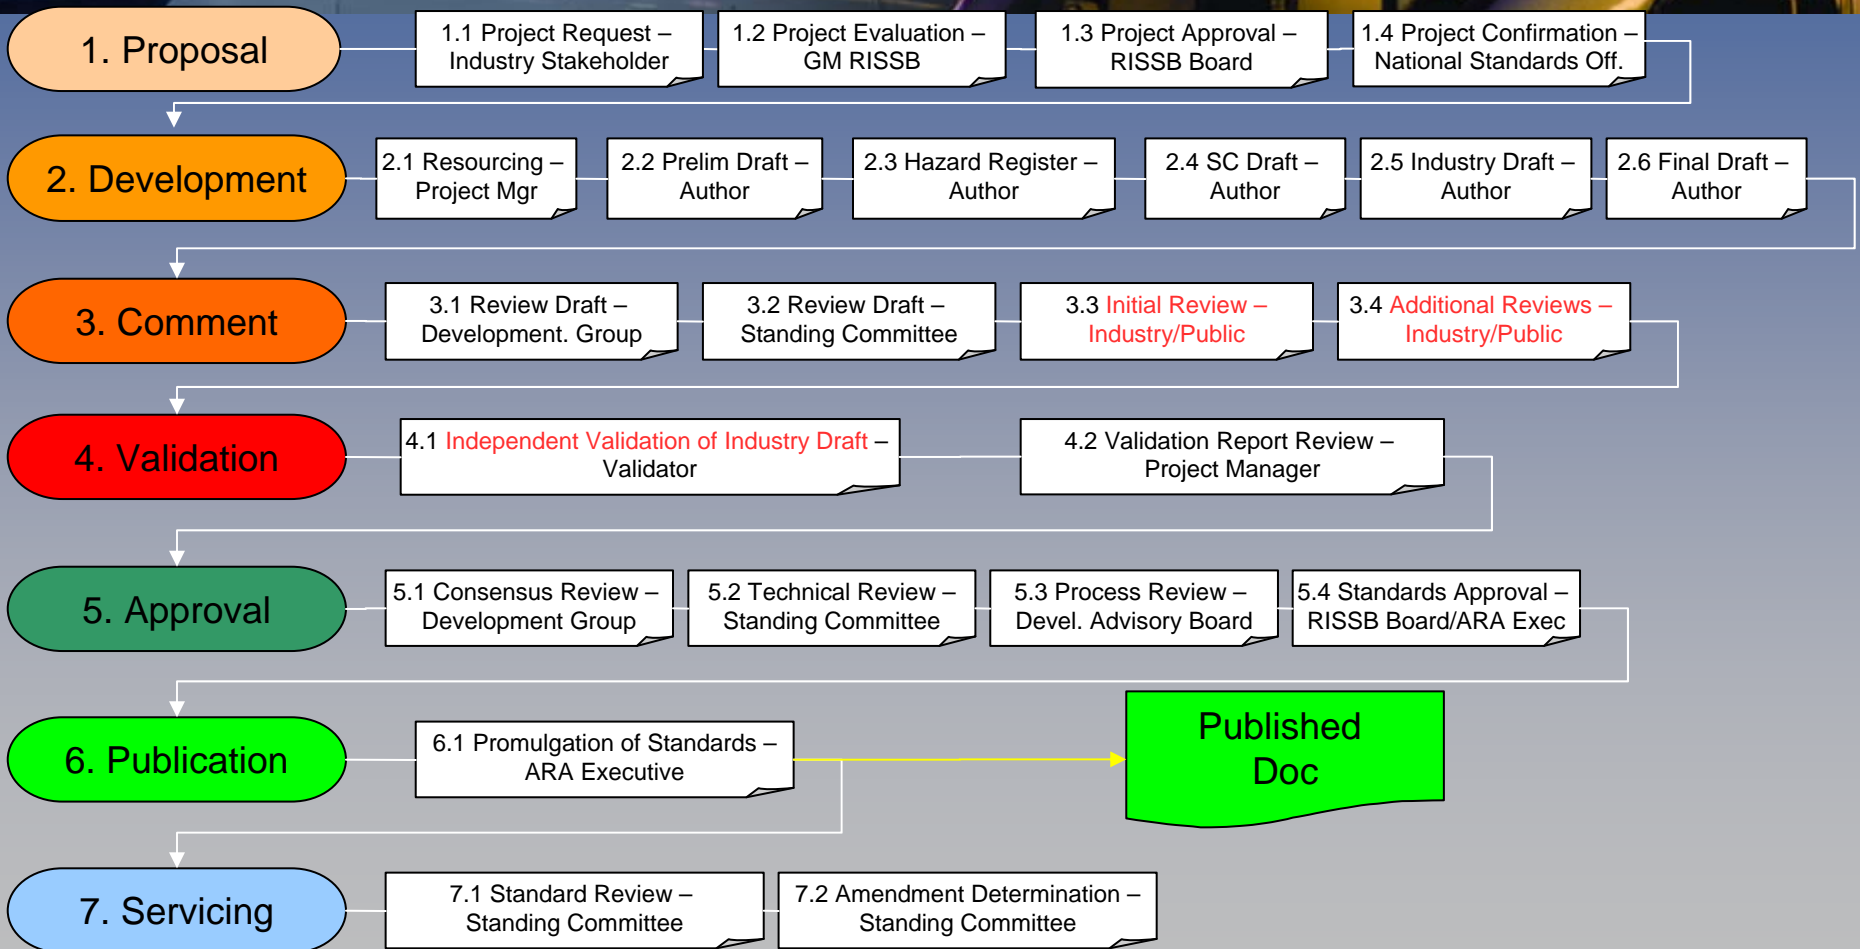 1. Proposal
1.1 Project Request –
Industry Stakeholder
1.2 Project Evaluation –
GM RISSB
1.3 Project Approval –
RISSB Board
1.4 Project Confirmation –
National Standards Off.
2. Development
2.1 Resourcing –
Project Mgr
2.2 Prelim Draft –
Author
2.3 Hazard Register –
Author
2.4 SC Draft –
Author
2.5 Industry Draft –
Author
2.6 Final Draft –
Author
3. Comment
3.1 Review Draft –
Development. Group
3.2 Review Draft –
Standing Committee
3.3 Initial Review –
Industry/Public
3.4 Additional Reviews –
Industry/Public
4. Validation
4.1 Independent Validation of Industry Draft –
Validator
4.2 Validation Report Review –
Project Manager
5. Approval
5.1 Consensus Review –
Development Group
5.2 Technical Review –
Standing Committee
5.3 Process Review –
Devel. Advisory Board
5.4 Standards Approval –
RISSB Board/ARA Exec
6. Publication
6.1 Promulgation of Standards –
ARA Executive
Published
Doc
7. Servicing
7.1 Standard Review –
Standing Committee
7.2 Amendment Determination –
Standing Committee